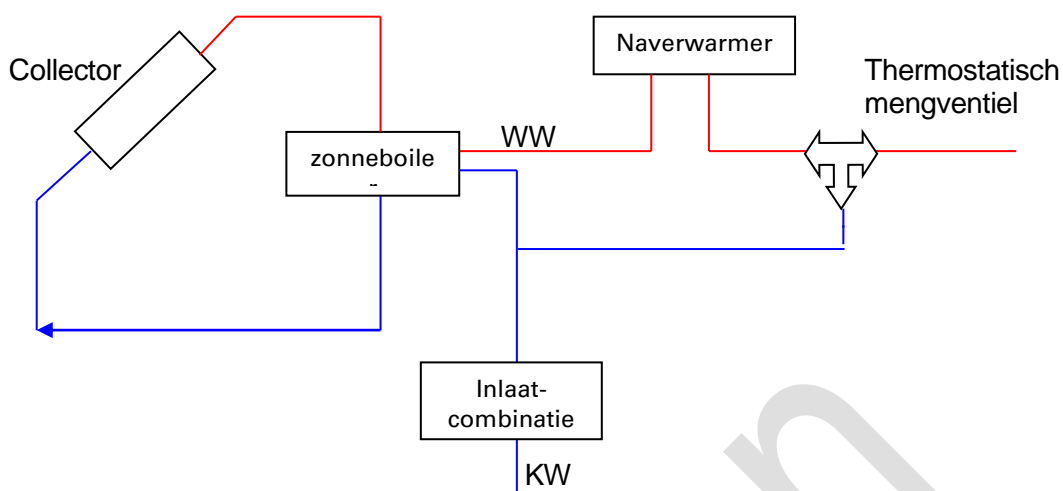 Naverwarmer
Collector
Thermostatisch
mengventiel
WW
zonneboile
Inlaat-
combinatie
KW